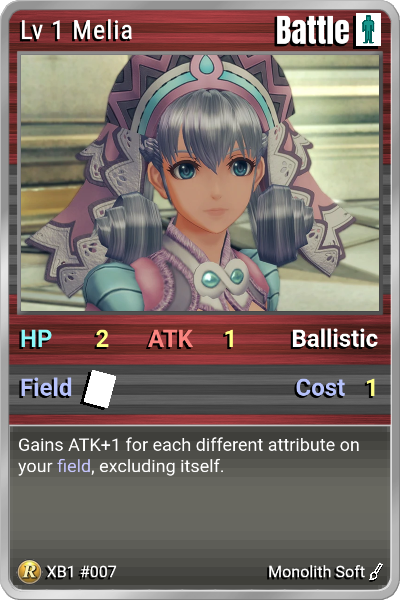 Lv 1 Melia
Battle
HP 2 ATK 1 Ballistic
Field Cost 1
Gains ATK+1 for each different attribute on
your field, excluding itself.
R XB1 #007 Monolith Soft